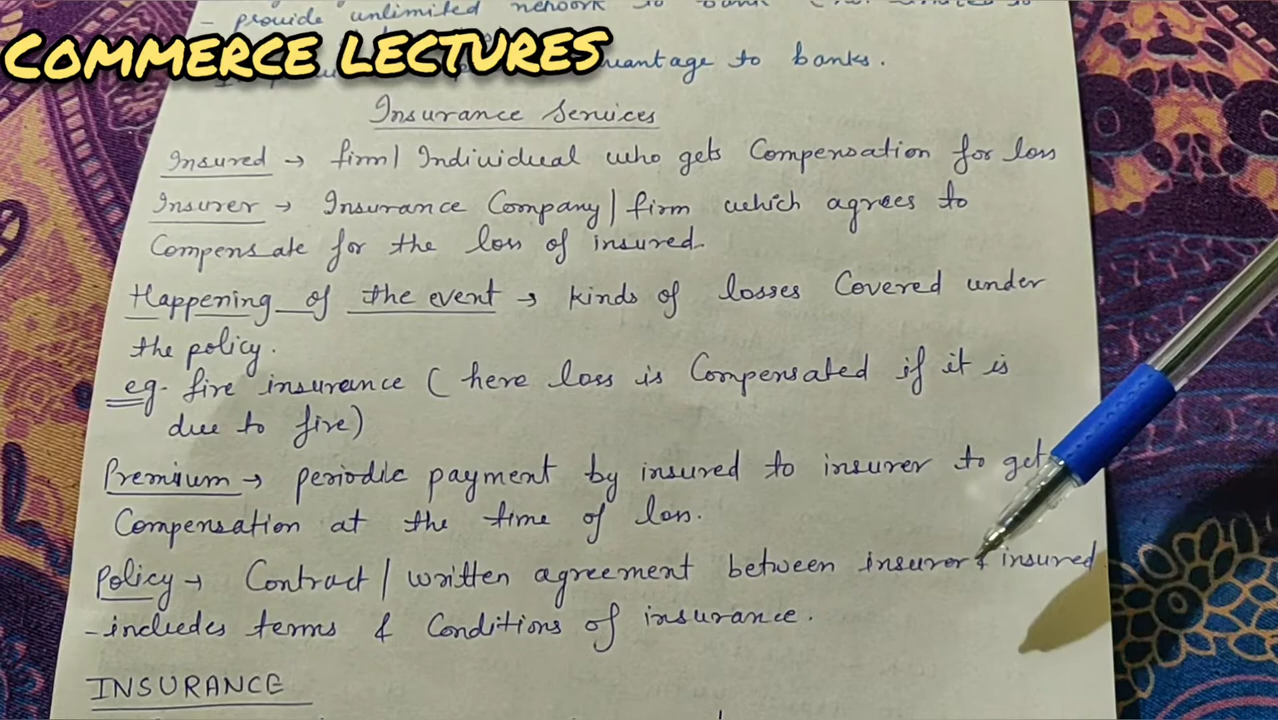 - provide unlimited network to bank
COMMERCE LECTURES
to banks.
Insurance Services
Insured → firm/ Individual who gets Compensation for loss
Insurer → Insurance Company/ firm which agrees to
Compensate for the loss of insured.
Happening of the event → kinds of losses Covered under
the policy.
eg- fire insurance ( here loss is Compensated if it is
due to fire)
Premium → periodic payment by insured to insurer to get
Compensation at the time of loss.
Policy → Contract / written agreement between insurer & insured
- includes terms & Conditions of insurance.
INSURANCE